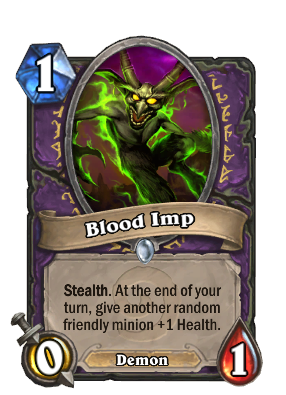 1
Blood Imp
Stealth. At the end of your
turn, give another random
friendly minion +1 Health.
0
1
Demon